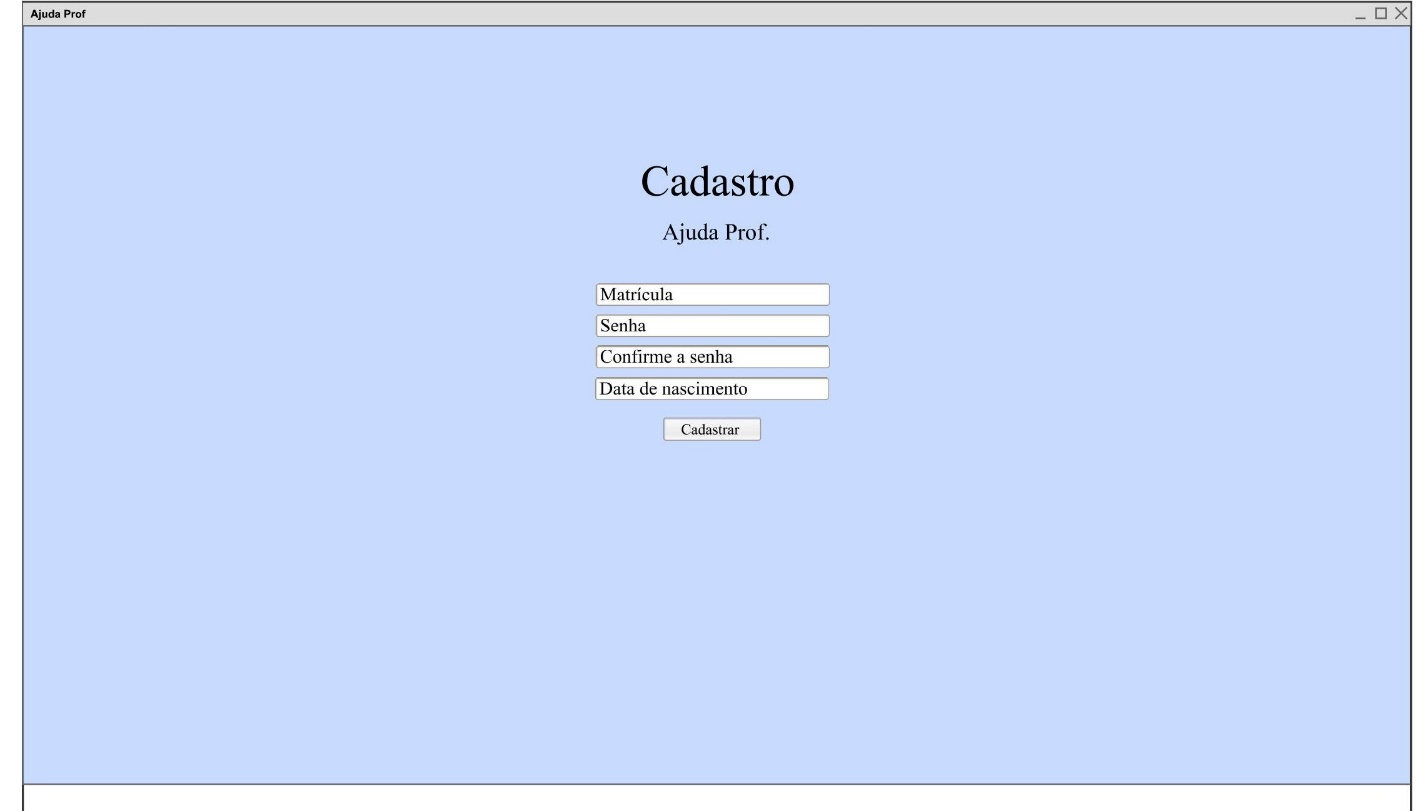 Ajuda Prof
Cadastro
Ajuda Prof.
Matrícula
Senha
Confirme a senha
Data de nascimento
Cadastrar